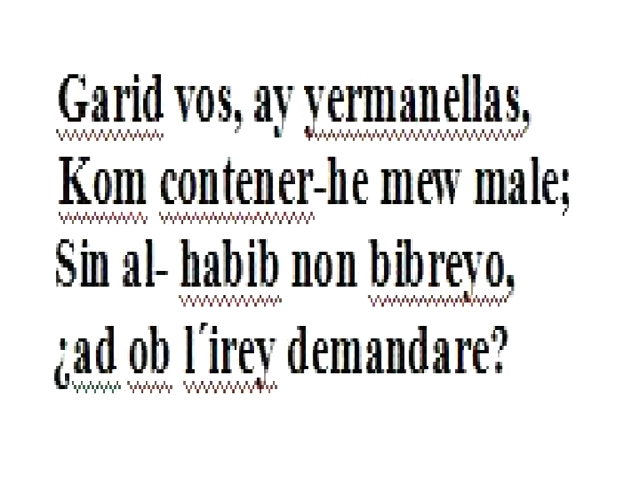 Garid vos, ay yermanellas,
Kom contener-he mew male;
Sin al- habib non bibreyo,
¿ad ob l´irey demandare?